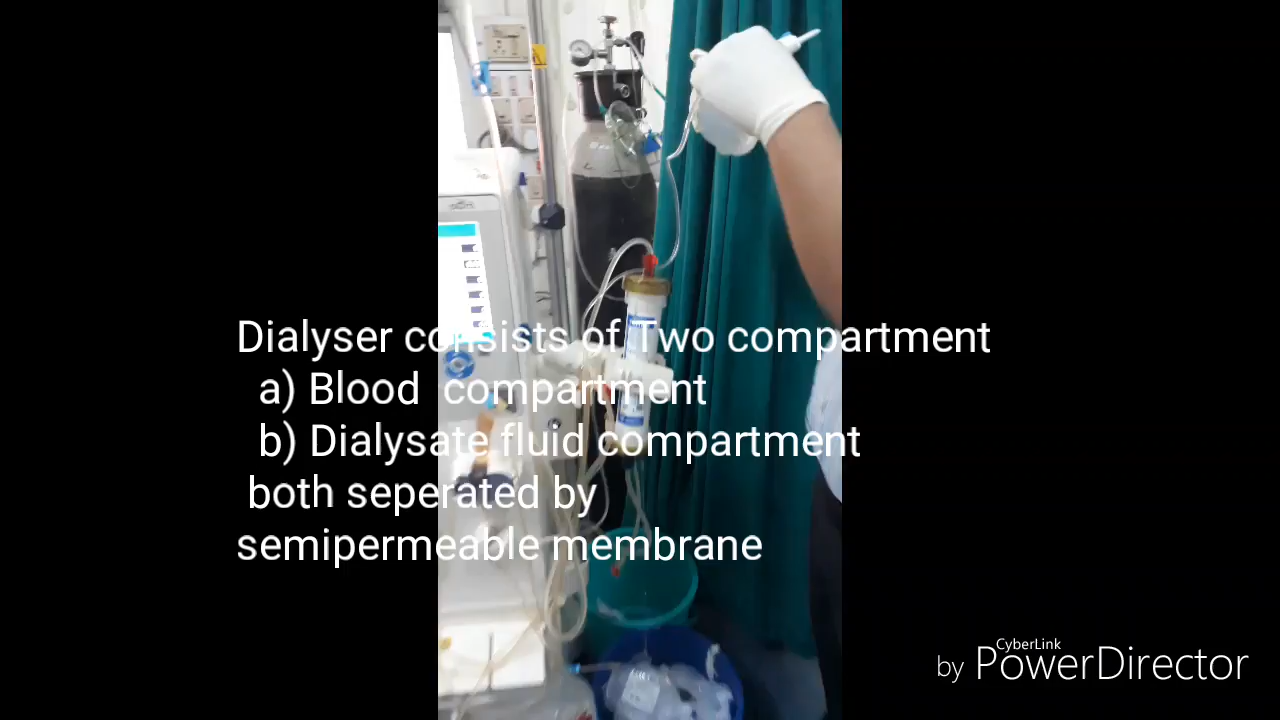 Dialyser consists of Two compartment
a) Blood compartment
b) Dialysate fluid compartment
both seperated by
semipermeable membrane
CyberLink
by PowerDirector